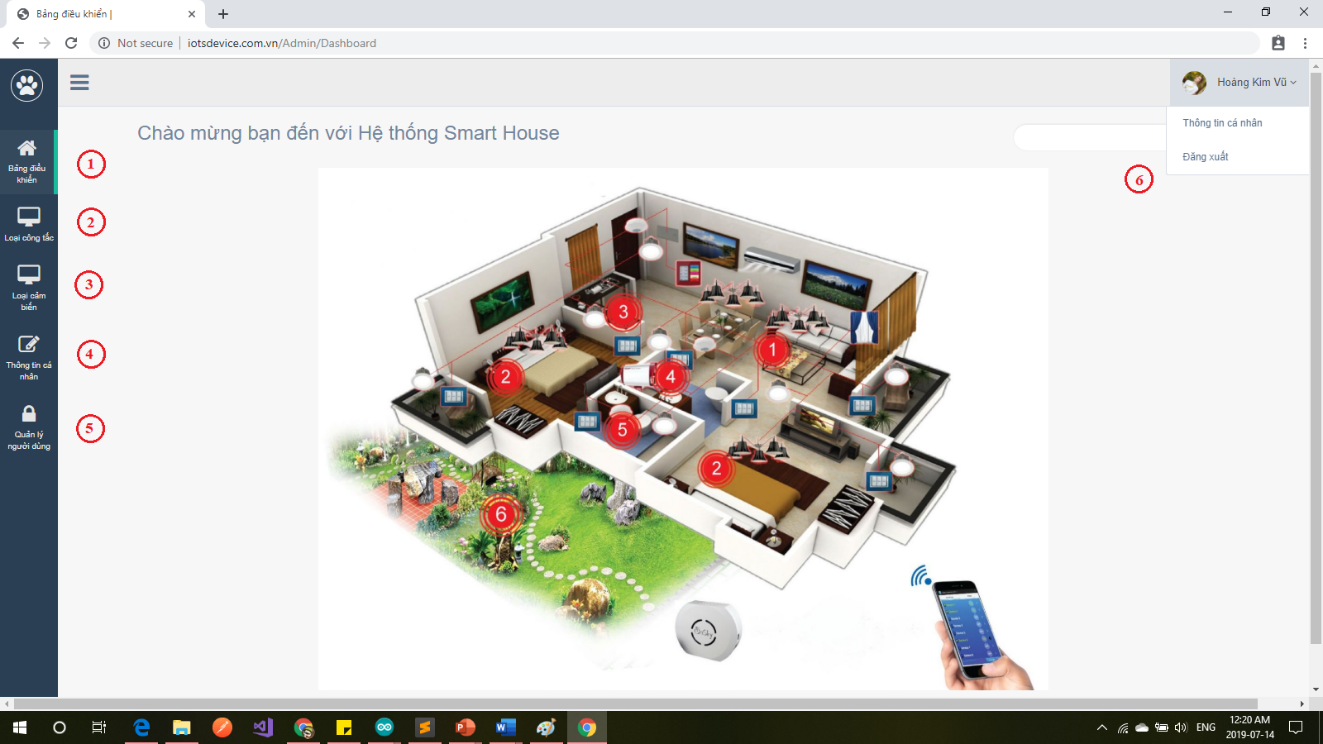 Bảng điều khiển |
Not secure
iotsdevice.com.vn/Admin/Dashboard
Hoàng Kim Vũ
Thông tin cá nhân
Đăng xuất
Chào mừng bạn đến với Hệ thống Smart House
Bảng điều
khiển
1
Loại công tắc
2
Loại cảm
biến
3
Thông tin cá
nhân
4
Quản lý
người dùng
5
6
3
1
2
4
5
2
6
ENG
12:20 AM
2019-07-14